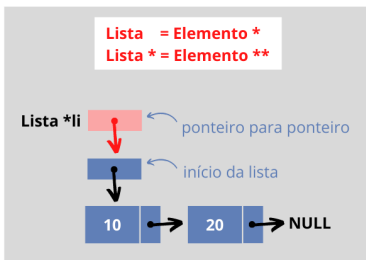 Lista = Elemento *
Lista * = Elemento **
Lista *li
ponteiro para ponteiro
início da lista
10 20 NULL